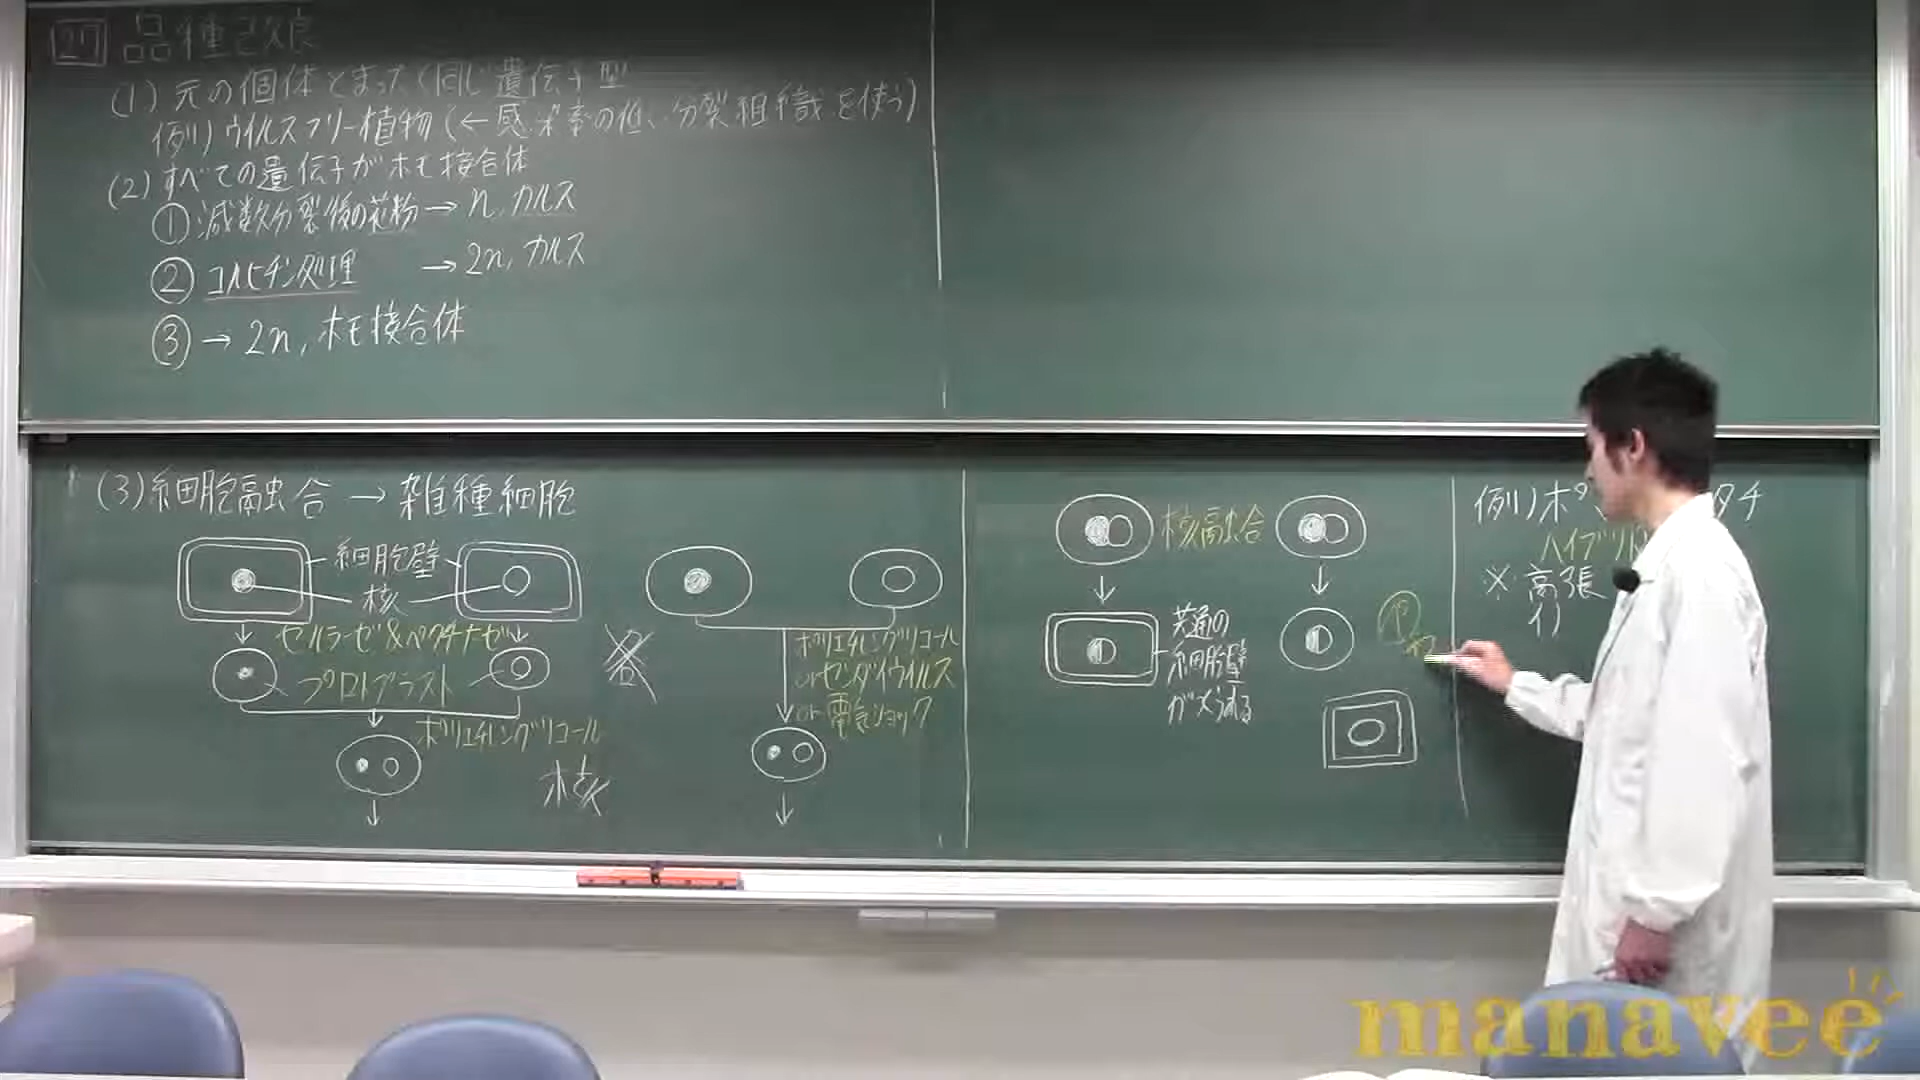 27 品種改良
(1) 元の個体とまったく同じ遺伝子型
例) ウイルスフリー植物 (←感染率の低い分裂組織を使う)
(2) すべての遺伝子がホモ接合体
① 減数分裂後の花粉 → n, カルス
② コルヒチン処理 → 2n, カルス
③ → 2n, ホモ接合体
(3) 細胞融合 → 雑種細胞
細胞壁
核
セルラーゼ&ペクチナーゼ
プロトプラスト
ポリエチレングリコール
核
ポリエチレングリコール
orセンダイウイルス
or電気ショック
核融合
共通の
細胞壁
がつくられる
例) ポ
タチ
ハイブリ
※ 高張
イ)
manavee